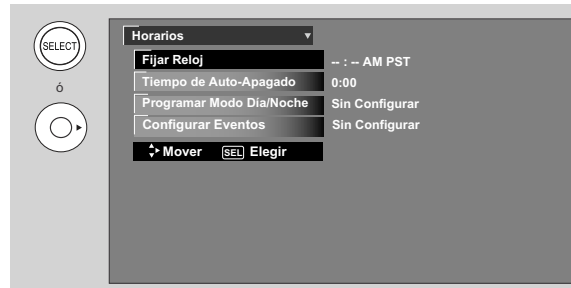 SELECT
ó
Horarios
Fijar Reloj -- : -- AM PST
Tiempo de Auto-Apagado 0:00
Programar Modo Día/Noche Sin Configurar
Configurar Eventos Sin Configurar
Mover SEL Elegir